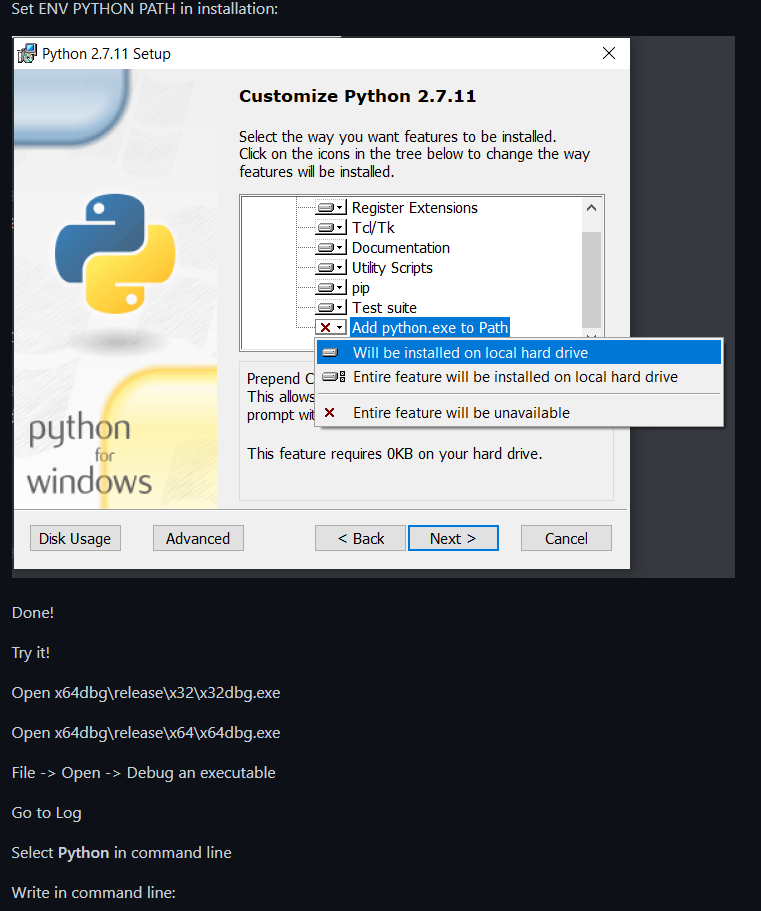 Set ENV PYTHON PATH in installation:
Python 2.7.11 Setup
Customize Python 2.7.11
Select the way you want features to be installed.
Click on the icons in the tree below to change the way
features will be installed.
Register Extensions
Tcl/Tk
Documentation
Utility Scripts
pip
Test suite
Add python.exe to Path
Will be installed on local hard drive
Entire feature will be installed on local hard drive
Entire feature will be unavailable
Prepend C
This allows
prompt wit
This feature requires 0KB on your hard drive.
python
for
windows
Disk Usage
Advanced
< Back
Next >
Cancel
Done!
Try it!
Open x64dbg\release\x32\x32dbg.exe
Open x64dbg\release\x64\x64dbg.exe
File -> Open -> Debug an executable
Go to Log
Select Python in command line
Write in command line: